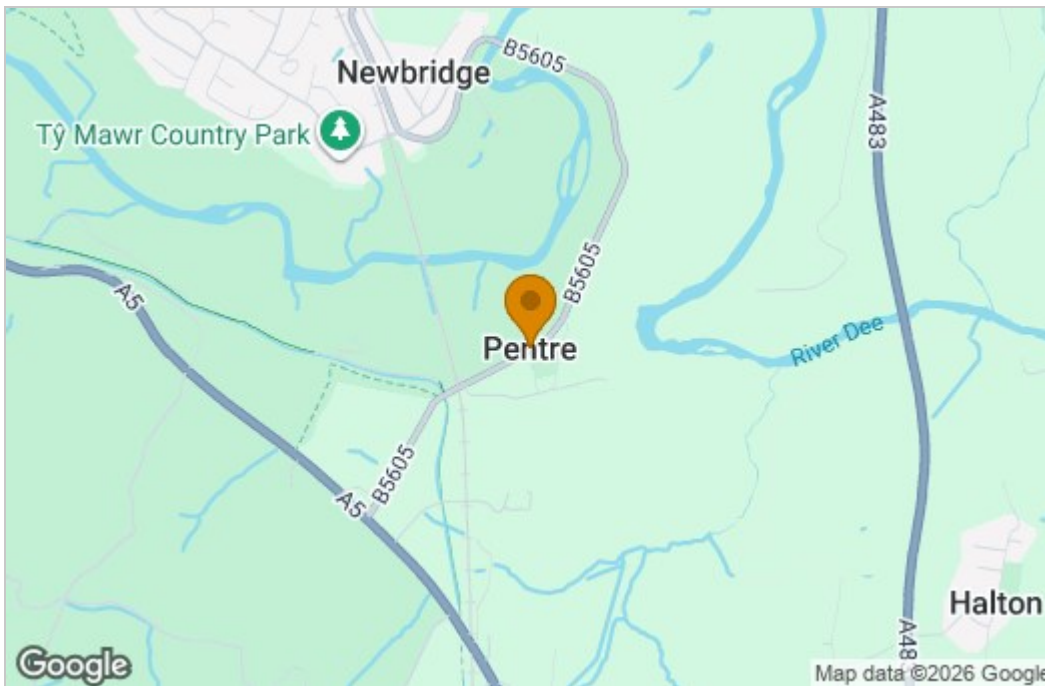 B5605
Newbridge
A483
Tŷ Mawr Country Park
B5605
A5
Pentre
River Dee
B5605
A5
Halton
A483
Google
Map data ©2026 Google